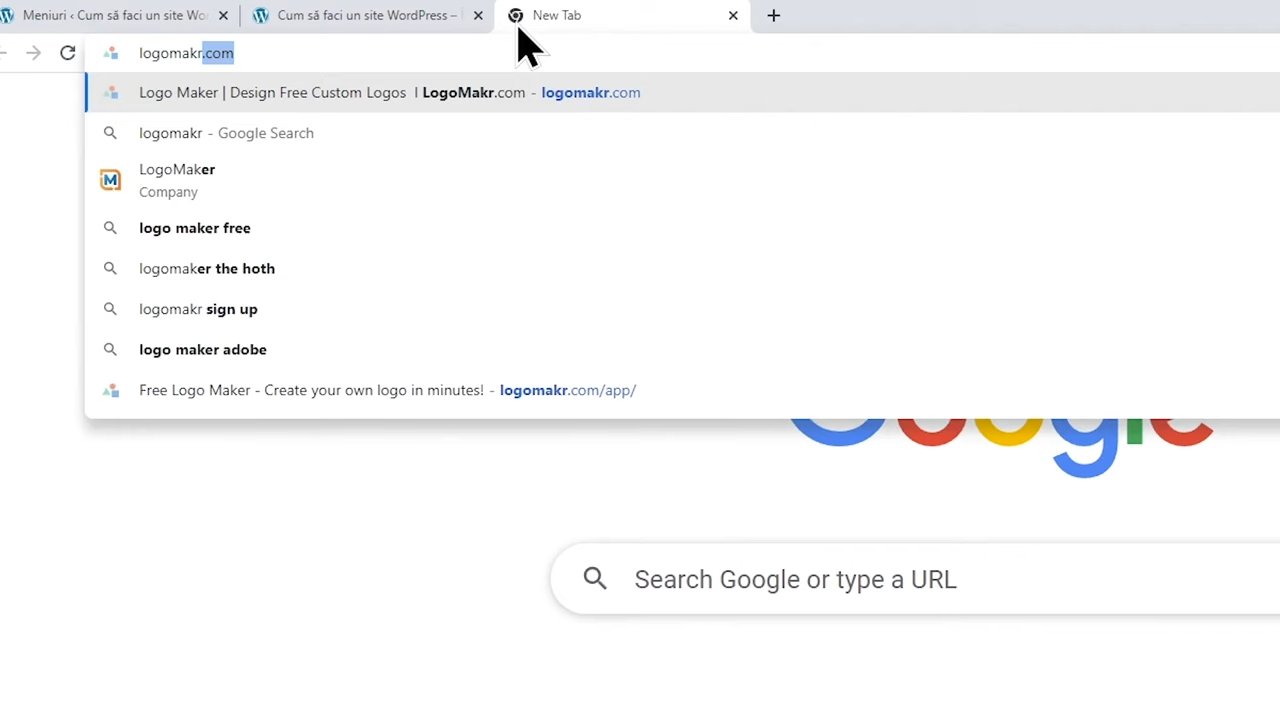 Meniuri ‹ Cum să faci un site Wo
Cum să faci un site WordPress –
New Tab
logomakr.com
Logo Maker | Design Free Custom Logos | LogoMakr.com - logomakr.com
logomakr - Google Search
LogoMaker
Company
logo maker free
logomaker the hoth
logomakr sign up
logo maker adobe
Free Logo Maker - Create your own logo in minutes! - logomakr.com/app/
Google
Search Google or type a URL